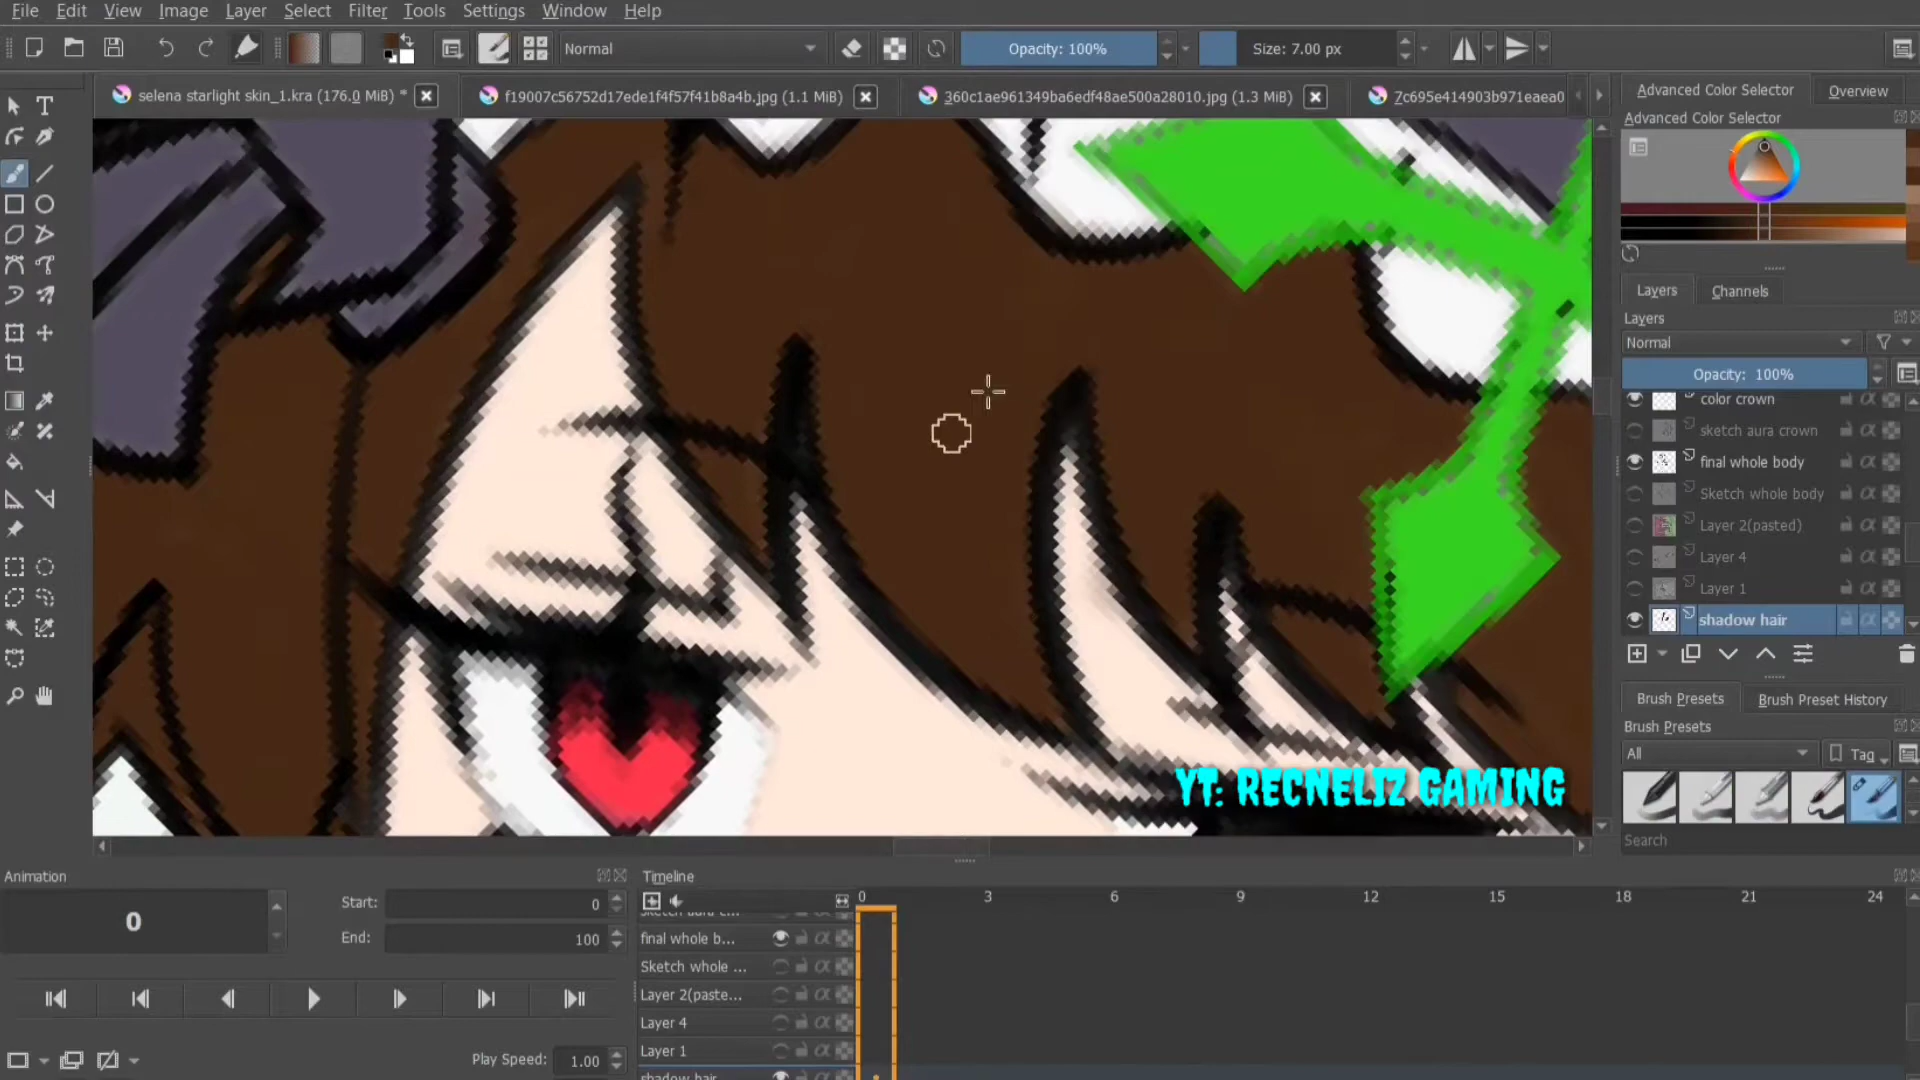 File Edit View Image Layer Select Filter Tools Settings Window Help
Normal Opacity: 100% Size: 7.00 px
selena starlight skin_1.kra (176.0 MiB) * f19007c56752d17ede1f4f57f41b8a4b.jpg (1.1 MiB) 360c1ae961349ba6edf48ae500a28010.jpg (1.3 MiB) 7c695e414903b971eaea0
Advanced Color Selector Overview
Advanced Color Selector
Layers Channels
Layers
Normal
Opacity: 100%
color crown
sketch aura crown
final whole body
Sketch whole body
Layer 2(pasted)
Layer 4
Layer 1
shadow hair
Brush Presets Brush Preset History
Brush Presets
All Tag
Search
YT: RECNELIZ GAMING
Animation
0
Start: 0
End: 100
Play Speed: 1.00
Timeline
0 3 6 9 12 15 18 21 24
sketch aura c...
final whole b...
Sketch whole ...
Layer 2(paste...
Layer 4
Layer 1
shadow hair